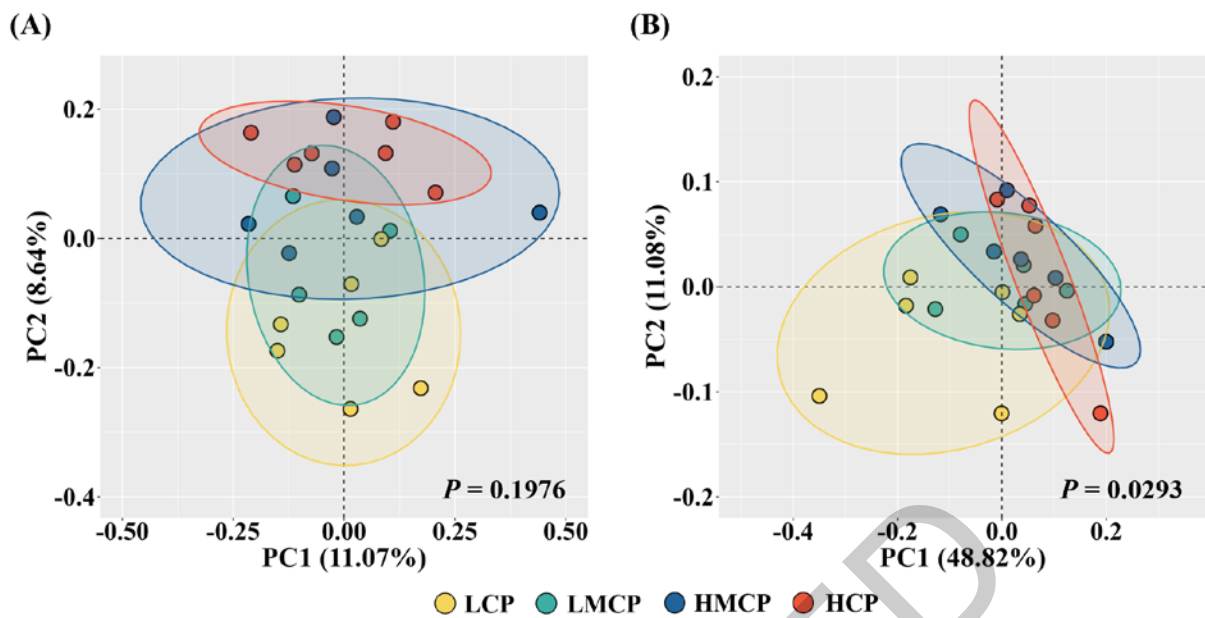 (A) (B)
0.2
0.0
-0.2
-0.4
PC2 (8.64%)
-0.50 -0.25 0.00 0.25 0.50
PC1 (11.07%)
P = 0.1976
0.2
0.1
0.0
-0.1
-0.2
PC2 (11.08%)
-0.4 -0.2 0.0 0.2
PC1 (48.82%)
P = 0.0293
LCP LMCP HMCP HCP